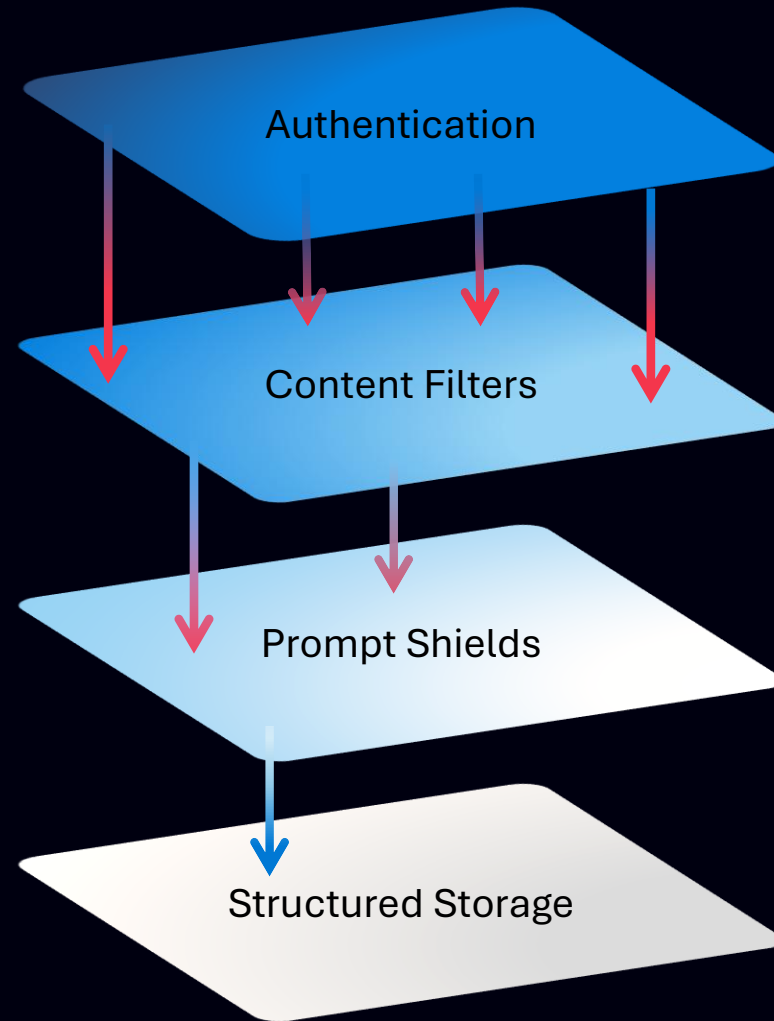 Authentication
Content Filters
Prompt Shields
Structured Storage